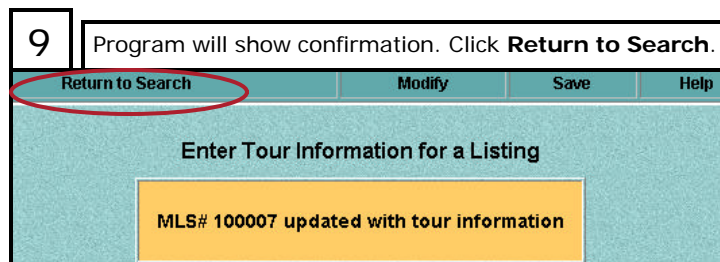 9
Program will show confirmation. Click Return to Search.
Return to Search Modify Save Help
Enter Tour Information for a Listing
MLS# 100007 updated with tour information